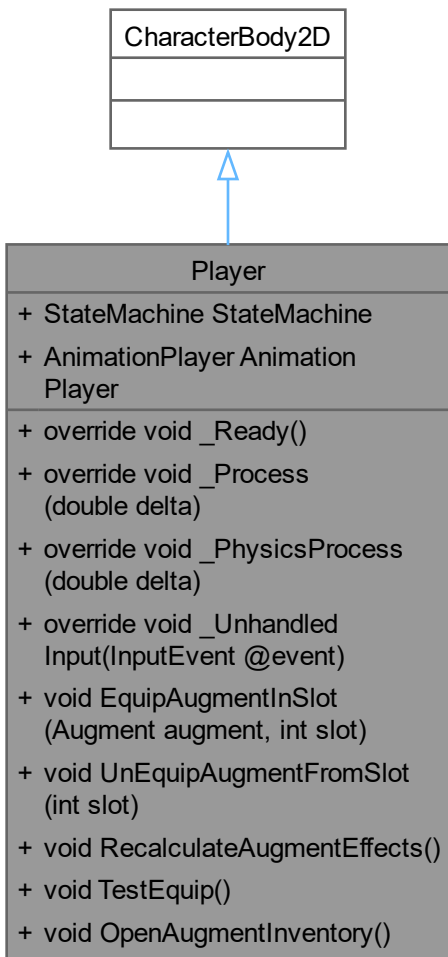 CharacterBody2D
Player
+ StateMachine StateMachine
+ AnimationPlayer Animation
Player
+ override void _Ready()
+ override void _Process
(double delta)
+ override void _PhysicsProcess
(double delta)
+ override void _Unhandled
Input(InputEvent @event)
+ void EquipAugmentInSlot
(Augment augment, int slot)
+ void UnEquipAugmentFromSlot
(int slot)
+ void RecalculateAugmentEffects()
+ void TestEquip()
+ void OpenAugmentInventory()